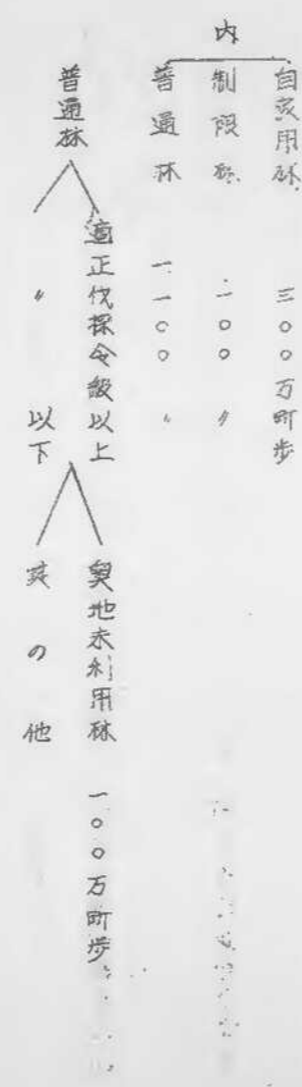 内
自家用林 三〇〇万町歩
制限林 一〇〇〃
普通林 一一〇〇〃
普通林
適正伐採令級以上
〃 以下
奥地未利用林 一〇〇万町歩
其の他